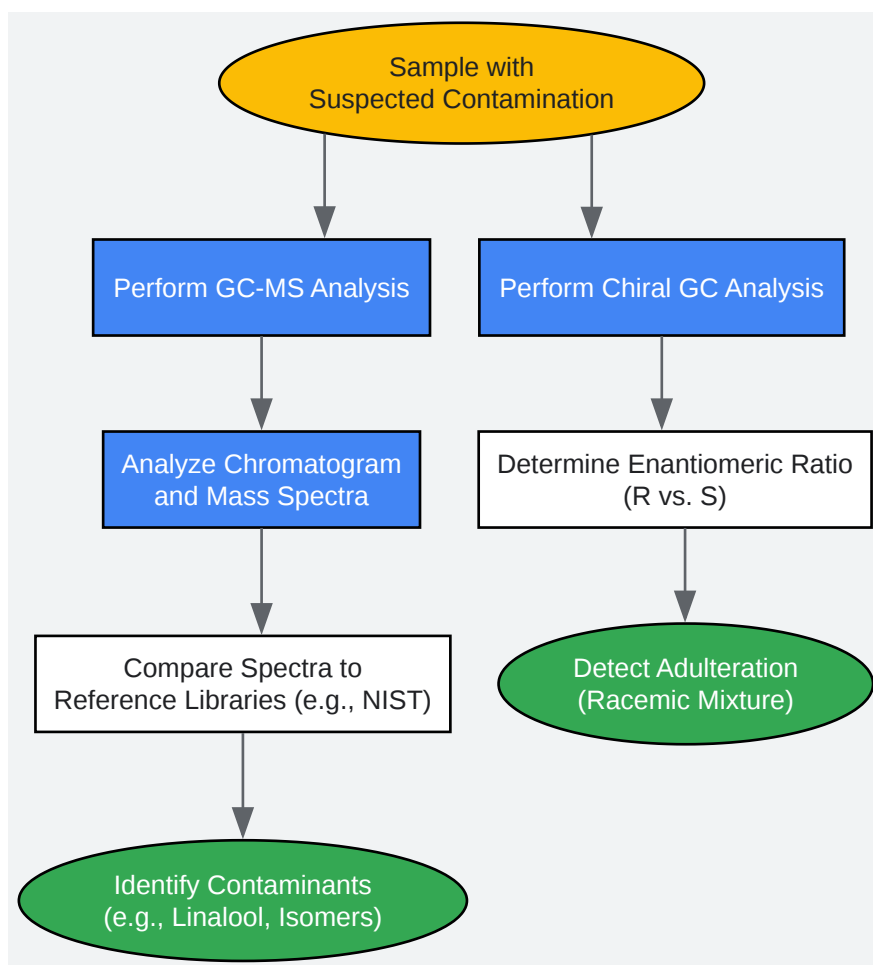 Sample with
Suspected Contamination
Perform GC-MS Analysis
Perform Chiral GC Analysis
Analyze Chromatogram
and Mass Spectra
Determine Enantiomeric Ratio
(R vs. S)
Compare Spectra to
Reference Libraries (e.g., NIST)
Detect Adulteration
(Racemic Mixture)
Identify Contaminants
(e.g., Linalool, Isomers)